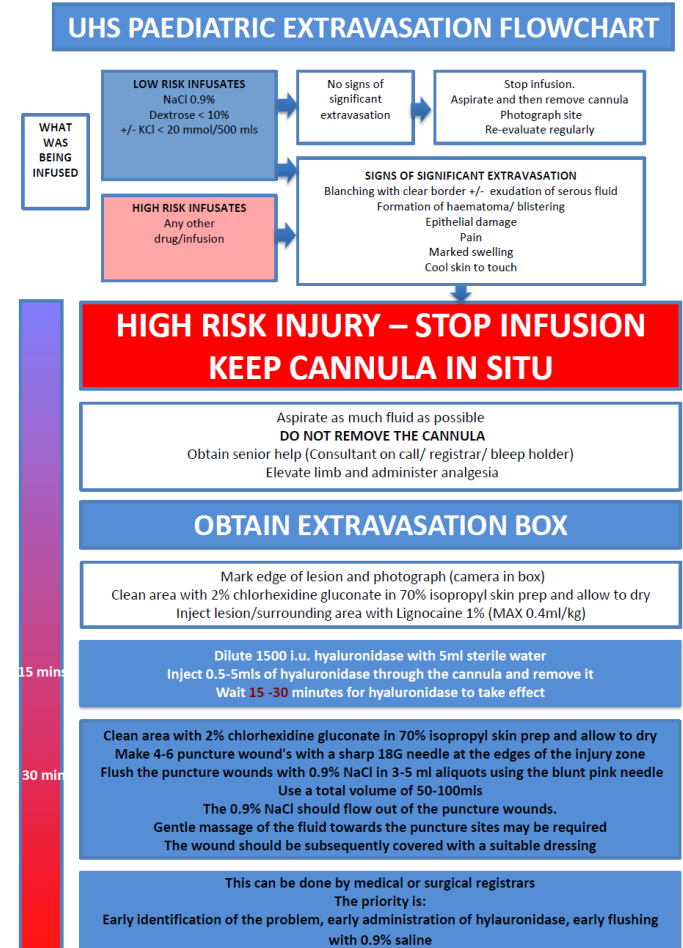 UHS PAEDIATRIC EXTRAVASATION FLOWCHART
WHAT
WAS
BEING
INFUSED
LOW RISK INFUSATES
NaCl 0.9%
Dextrose < 10%
+/- KCl < 20 mmol/500 mls
No signs of
significant
extravasation
Stop infusion.
Aspirate and then remove cannula
Photograph site
Re-evaluate regularly
HIGH RISK INFUSATES
Any other
drug/infusion
SIGNS OF SIGNIFICANT EXTRAVASATION
Blanching with clear border +/- exudation of serous fluid
Formation of haematoma/ blistering
Epithelial damage
Pain
Marked swelling
Cool skin to touch
HIGH RISK INJURY – STOP INFUSION
KEEP CANNULA IN SITU
Aspirate as much fluid as possible
DO NOT REMOVE THE CANNULA
Obtain senior help (Consultant on call/ registrar/ bleep holder)
Elevate limb and administer analgesia
OBTAIN EXTRAVASATION BOX
Mark edge of lesion and photograph (camera in box)
Clean area with 2% chlorhexidine gluconate in 70% isopropyl skin prep and allow to dry
Inject lesion/surrounding area with Lignocaine 1% (MAX 0.4ml/kg)
15 mins
Dilute 1500 i.u. hyaluronidase with 5ml sterile water
Inject 0.5-5mls of hyaluronidase through the cannula and remove it
Wait 15 -30 minutes for hyaluronidase to take effect
30 min
Clean area with 2% chlorhexidine gluconate in 70% isopropyl skin prep and allow to dry
Make 4-6 puncture wound's with a sharp 18G needle at the edges of the injury zone
Flush the puncture wounds with 0.9% NaCl in 3-5 ml aliquots using the blunt pink needle
Use a total volume of 50-100mls
The 0.9% NaCl should flow out of the puncture wounds.
Gentle massage of the fluid towards the puncture sites may be required
The wound should be subsequently covered with a suitable dressing
This can be done by medical or surgical registrars
The priority is:
Early identification of the problem, early administration of hylauronidase, early flushing
with 0.9% saline